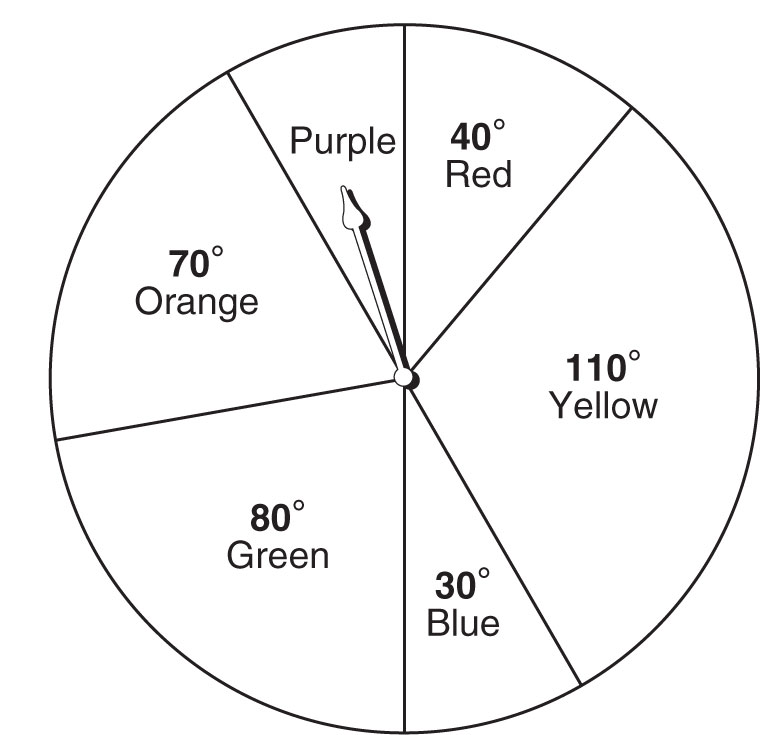 Purple
40°
Red
70°
Orange
110°
Yellow
80°
Green
30°
Blue